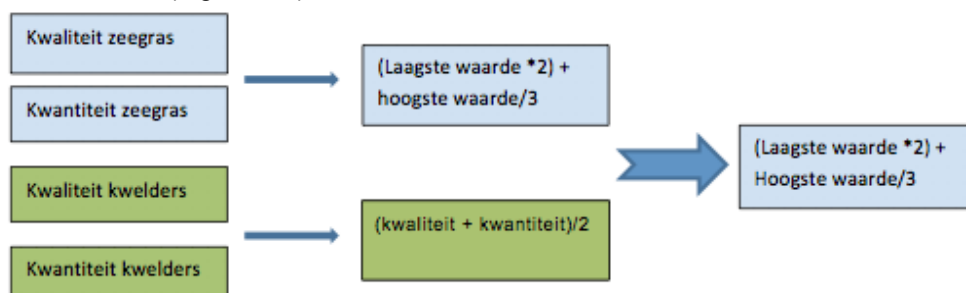 Kwaliteit zeegras
Kwantiteit zeegras
Kwaliteit kwelders
Kwantiteit kwelders
(Laagste waarde *2) +
hoogste waarde/3
(kwaliteit + kwantiteit)/2
(Laagste waarde *2) +
Hoogste waarde/3